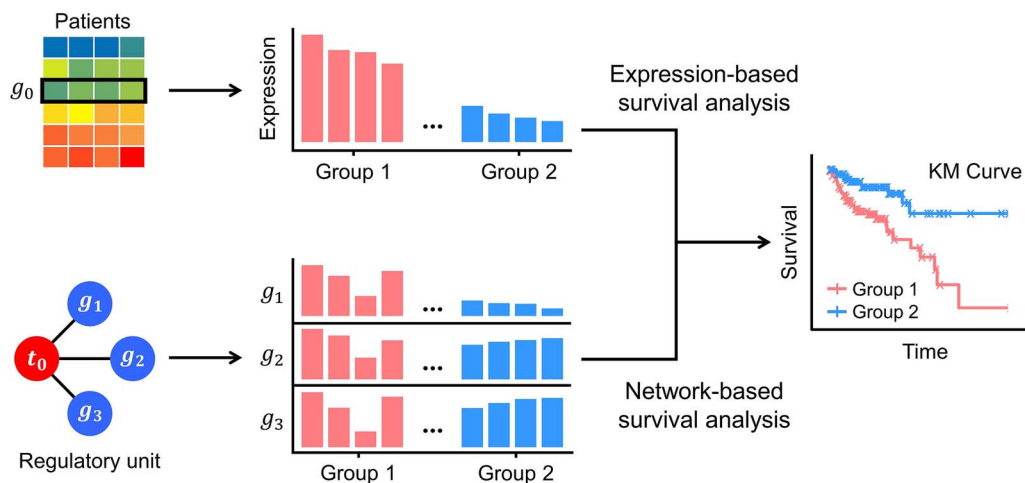 Patients
g0
Expression
...
Group 1
Group 2
Expression-based
survival analysis
KM Curve
Survival
Group 1
Group 2
Time
t0
g1
g2
g3
Regulatory unit
g1
...
g2
...
g3
...
Group 1
Group 2
Network-based
survival analysis